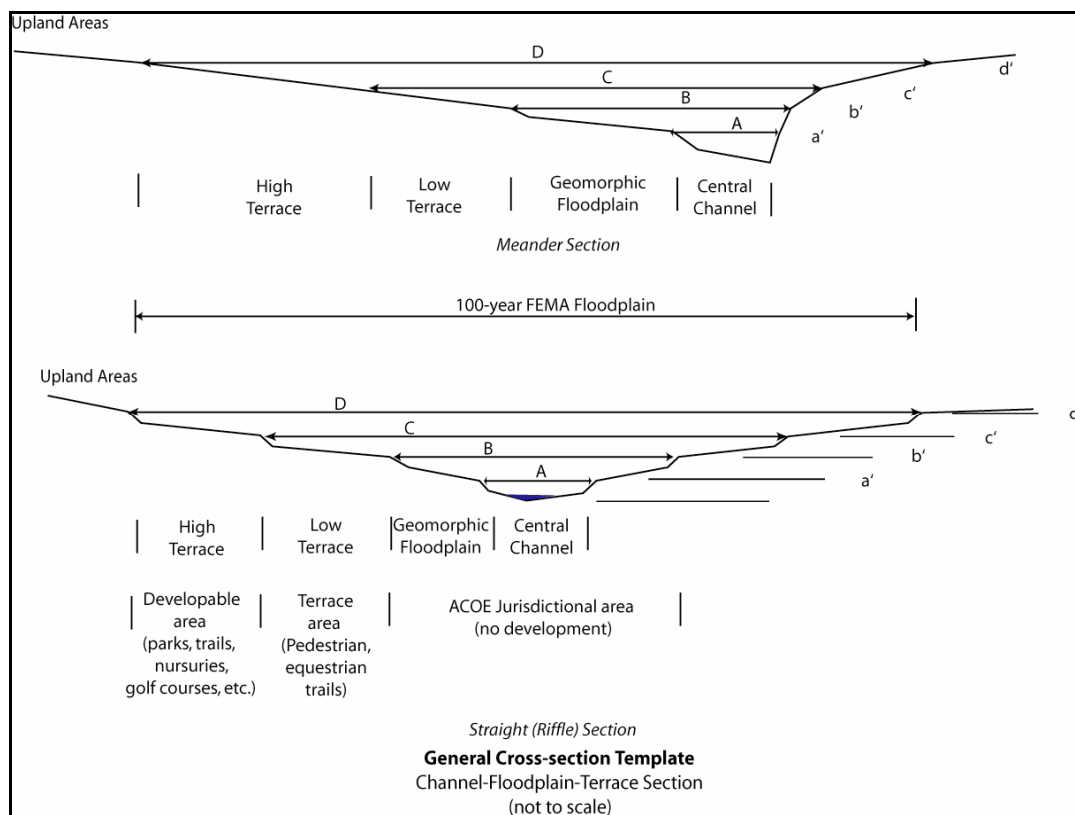 Upland Areas
D
d'
C
c'
B
b'
A
a'
High
Terrace
Low
Terrace
Geomorphic
Floodplain
Central
Channel
Meander Section
100-year FEMA Floodplain
Upland Areas
D
d
C
c'
B
b'
A
a'
High
Terrace
Low
Terrace
Geomorphic
Floodplain
Central
Channel
Developable
area
(parks, trails,
nursuries,
golf courses, etc.)
Terrace
area
(Pedestrian,
equestrian
trails)
ACOE Jurisdictional area
(no development)
Straight (Riffle) Section
General Cross-section Template
Channel-Floodplain-Terrace Section
(not to scale)